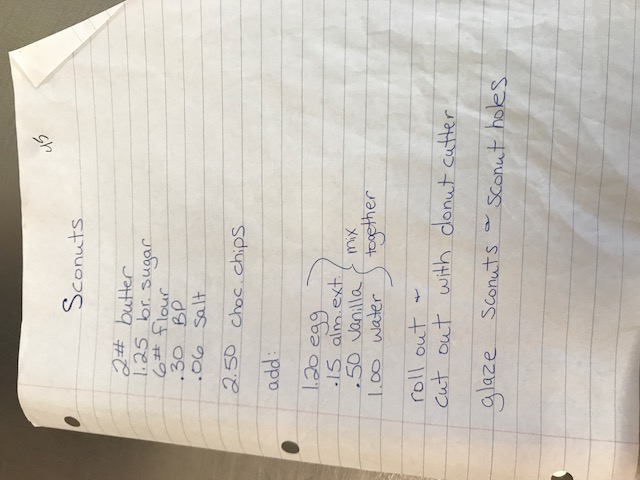 45
Sconuts
2# butter
1.25 br. sugar
6# flour
.30 BP
.06 salt
2.50 choc. chips
add:
1.20 egg
.15 alm. ext.
.50 vanilla
1.00 water
mix
together
roll out +
cut out with donut cutter
glaze sconuts + sconut holes